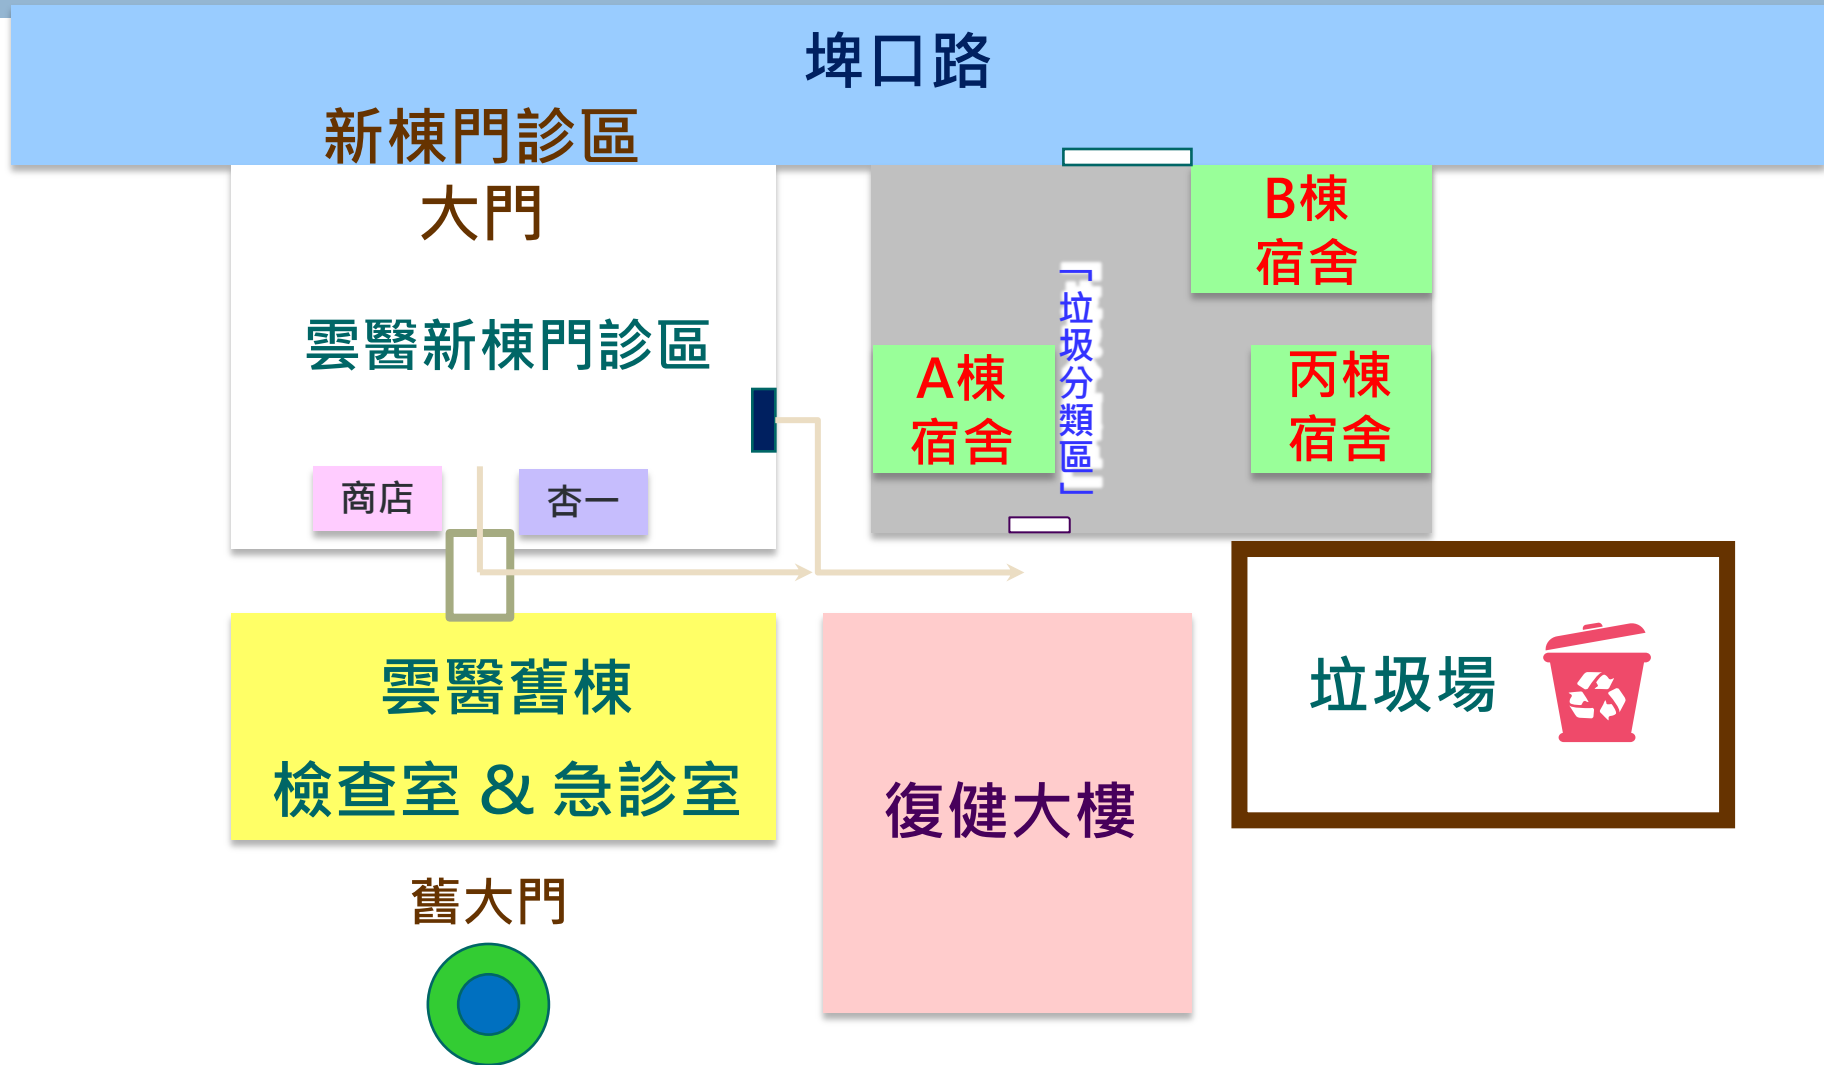 埤口路
新棟門診區
大門
雲醫新棟門診區
商店
杏一
B棟
宿舍
A棟
宿舍
「垃圾分類區」
丙棟
宿舍
雲醫舊棟
檢查室 & 急診室
復健大樓
垃圾場
舊大門